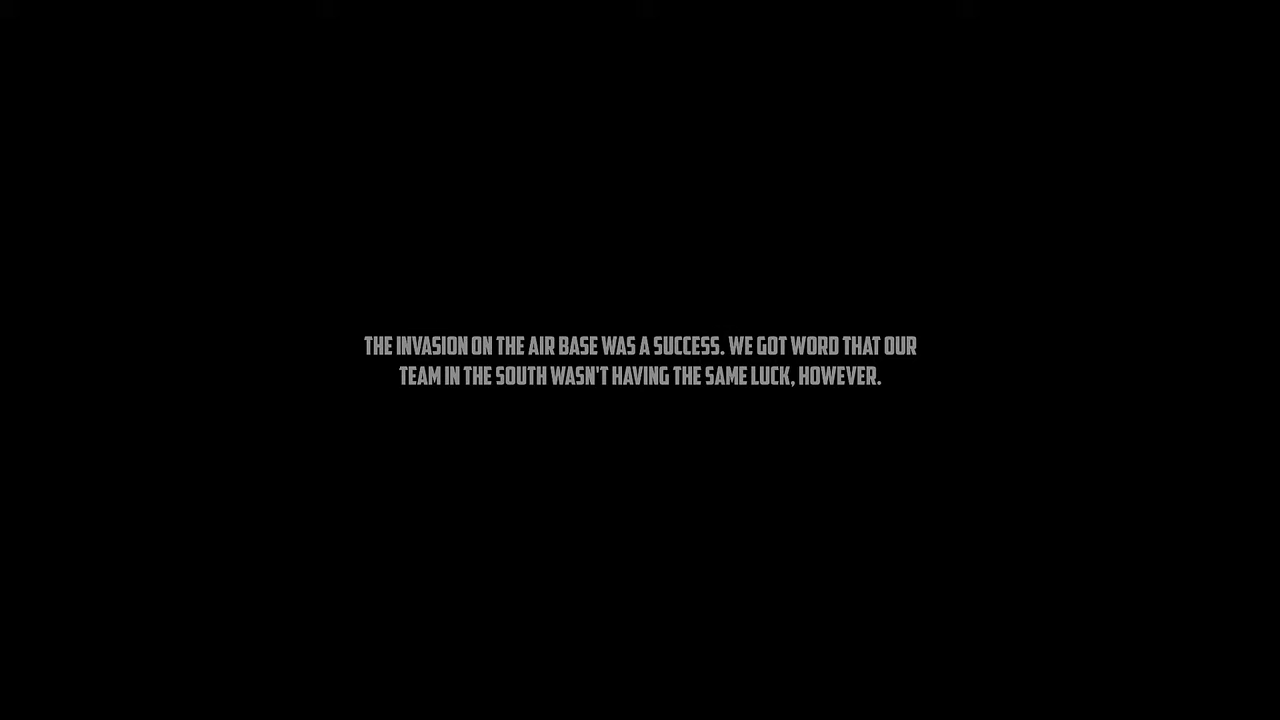 THE INVASION ON THE AIR BASE WAS A SUCCESS. WE GOT WORD THAT OUR
TEAM IN THE SOUTH WASN'T HAVING THE SAME LUCK, HOWEVER.